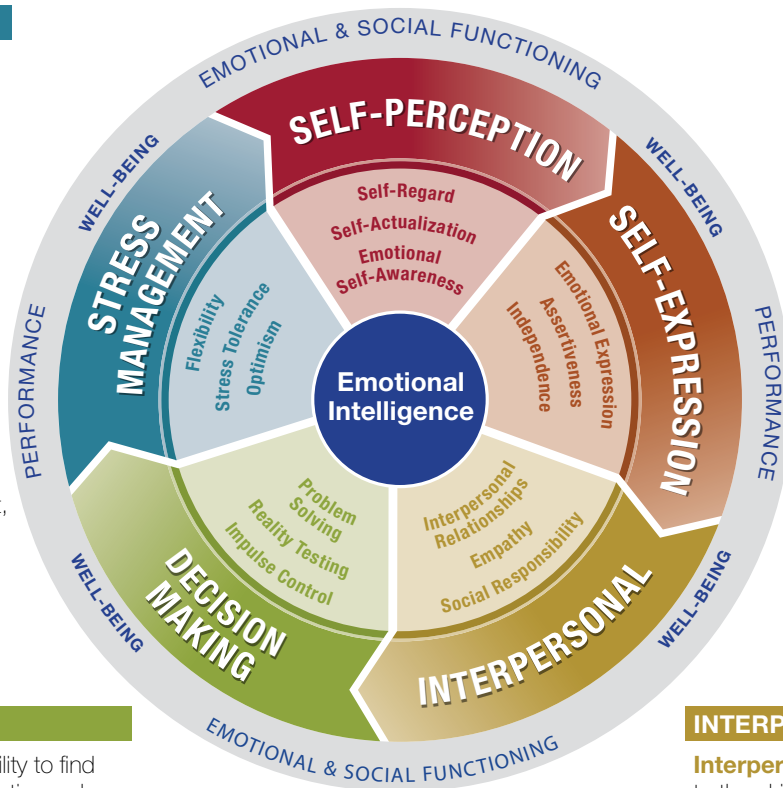 EMOTIONAL & SOCIAL FUNCTIONING
WELL-BEING
WELL-BEING
PERFORMANCE
PERFORMANCE
SELF-PERCEPTION
Self-Regard
Self-Actualization
Emotional
Self-Awareness
SELF-EXPRESSION
Emotional Expression
Assertiveness
Independence
STRESS
MANAGEMENT
Flexibility
Stress Tolerance
Optimism
Emotional
Intelligence
Interpersonal
Relationships
Empathy
Social Responsibility
INTERPERSONAL
Problem
Solving
Reality Testing
Impulse Control
DECISION
MAKING
WELL-BEING
WELL-BEING
EMOTIONAL & SOCIAL FUNCTIONING
to find